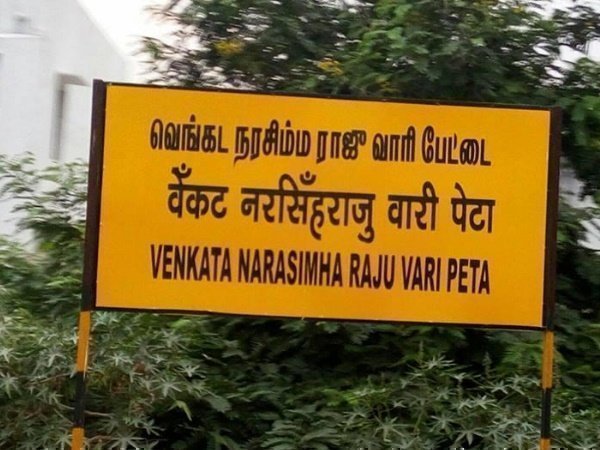 வெங்கட நரசிம்ம ராஜு வாரி பேட்டை
वेँकट नरसिँहराजु वारी पेटा
VENKATA NARASIMHA RAJU VARI PETA